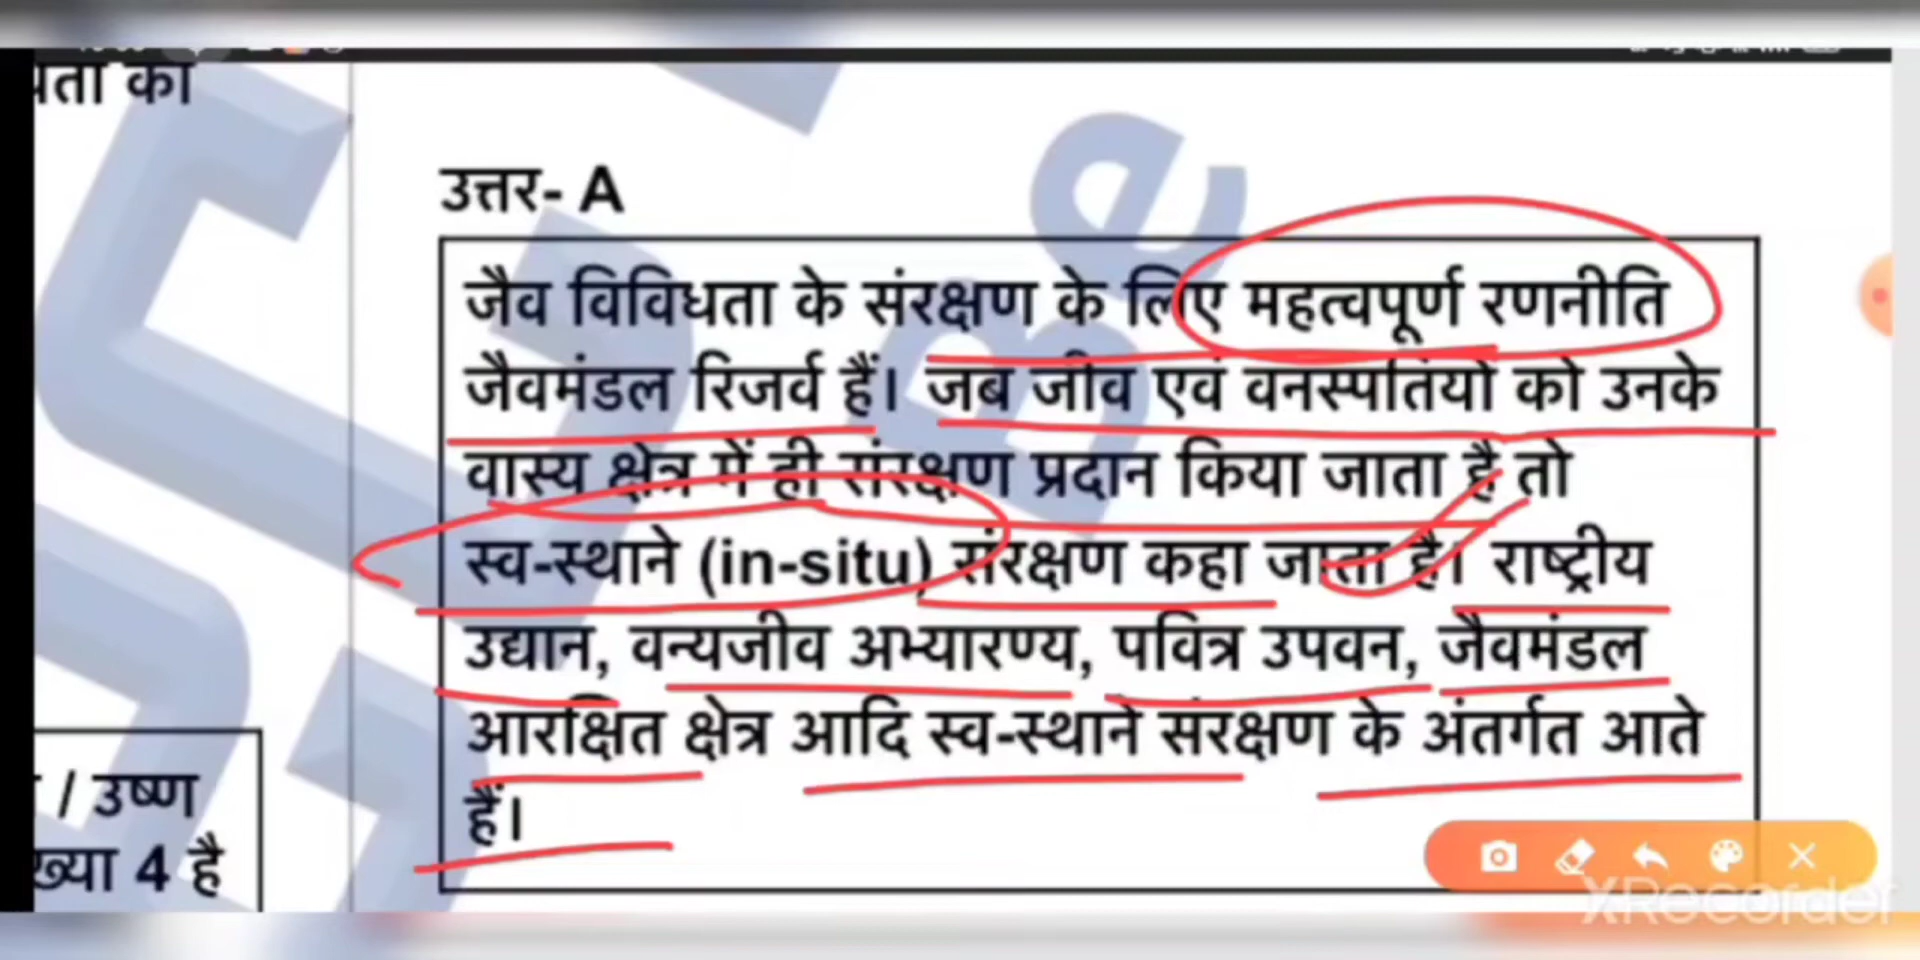 की
उत्तर- A
जैव विविधता के संरक्षण के लिए महत्वपूर्ण रणनीति
जैवमंडल रिजर्व हैं। जब जीव एवं वनस्पतियों को उनके
वास्य क्षेत्र में ही संरक्षण प्रदान किया जाता है तो
स्व-स्थाने (in-situ) संरक्षण कहा जाता है। राष्ट्रीय
उद्यान, वन्यजीव अभ्यारण्य, पवित्र उपवन, जैवमंडल
आरक्षित क्षेत्र आदि स्व-स्थाने संरक्षण के अंतर्गत आते
हैं।
/ उष्ण
4 है
Be
XRecorder